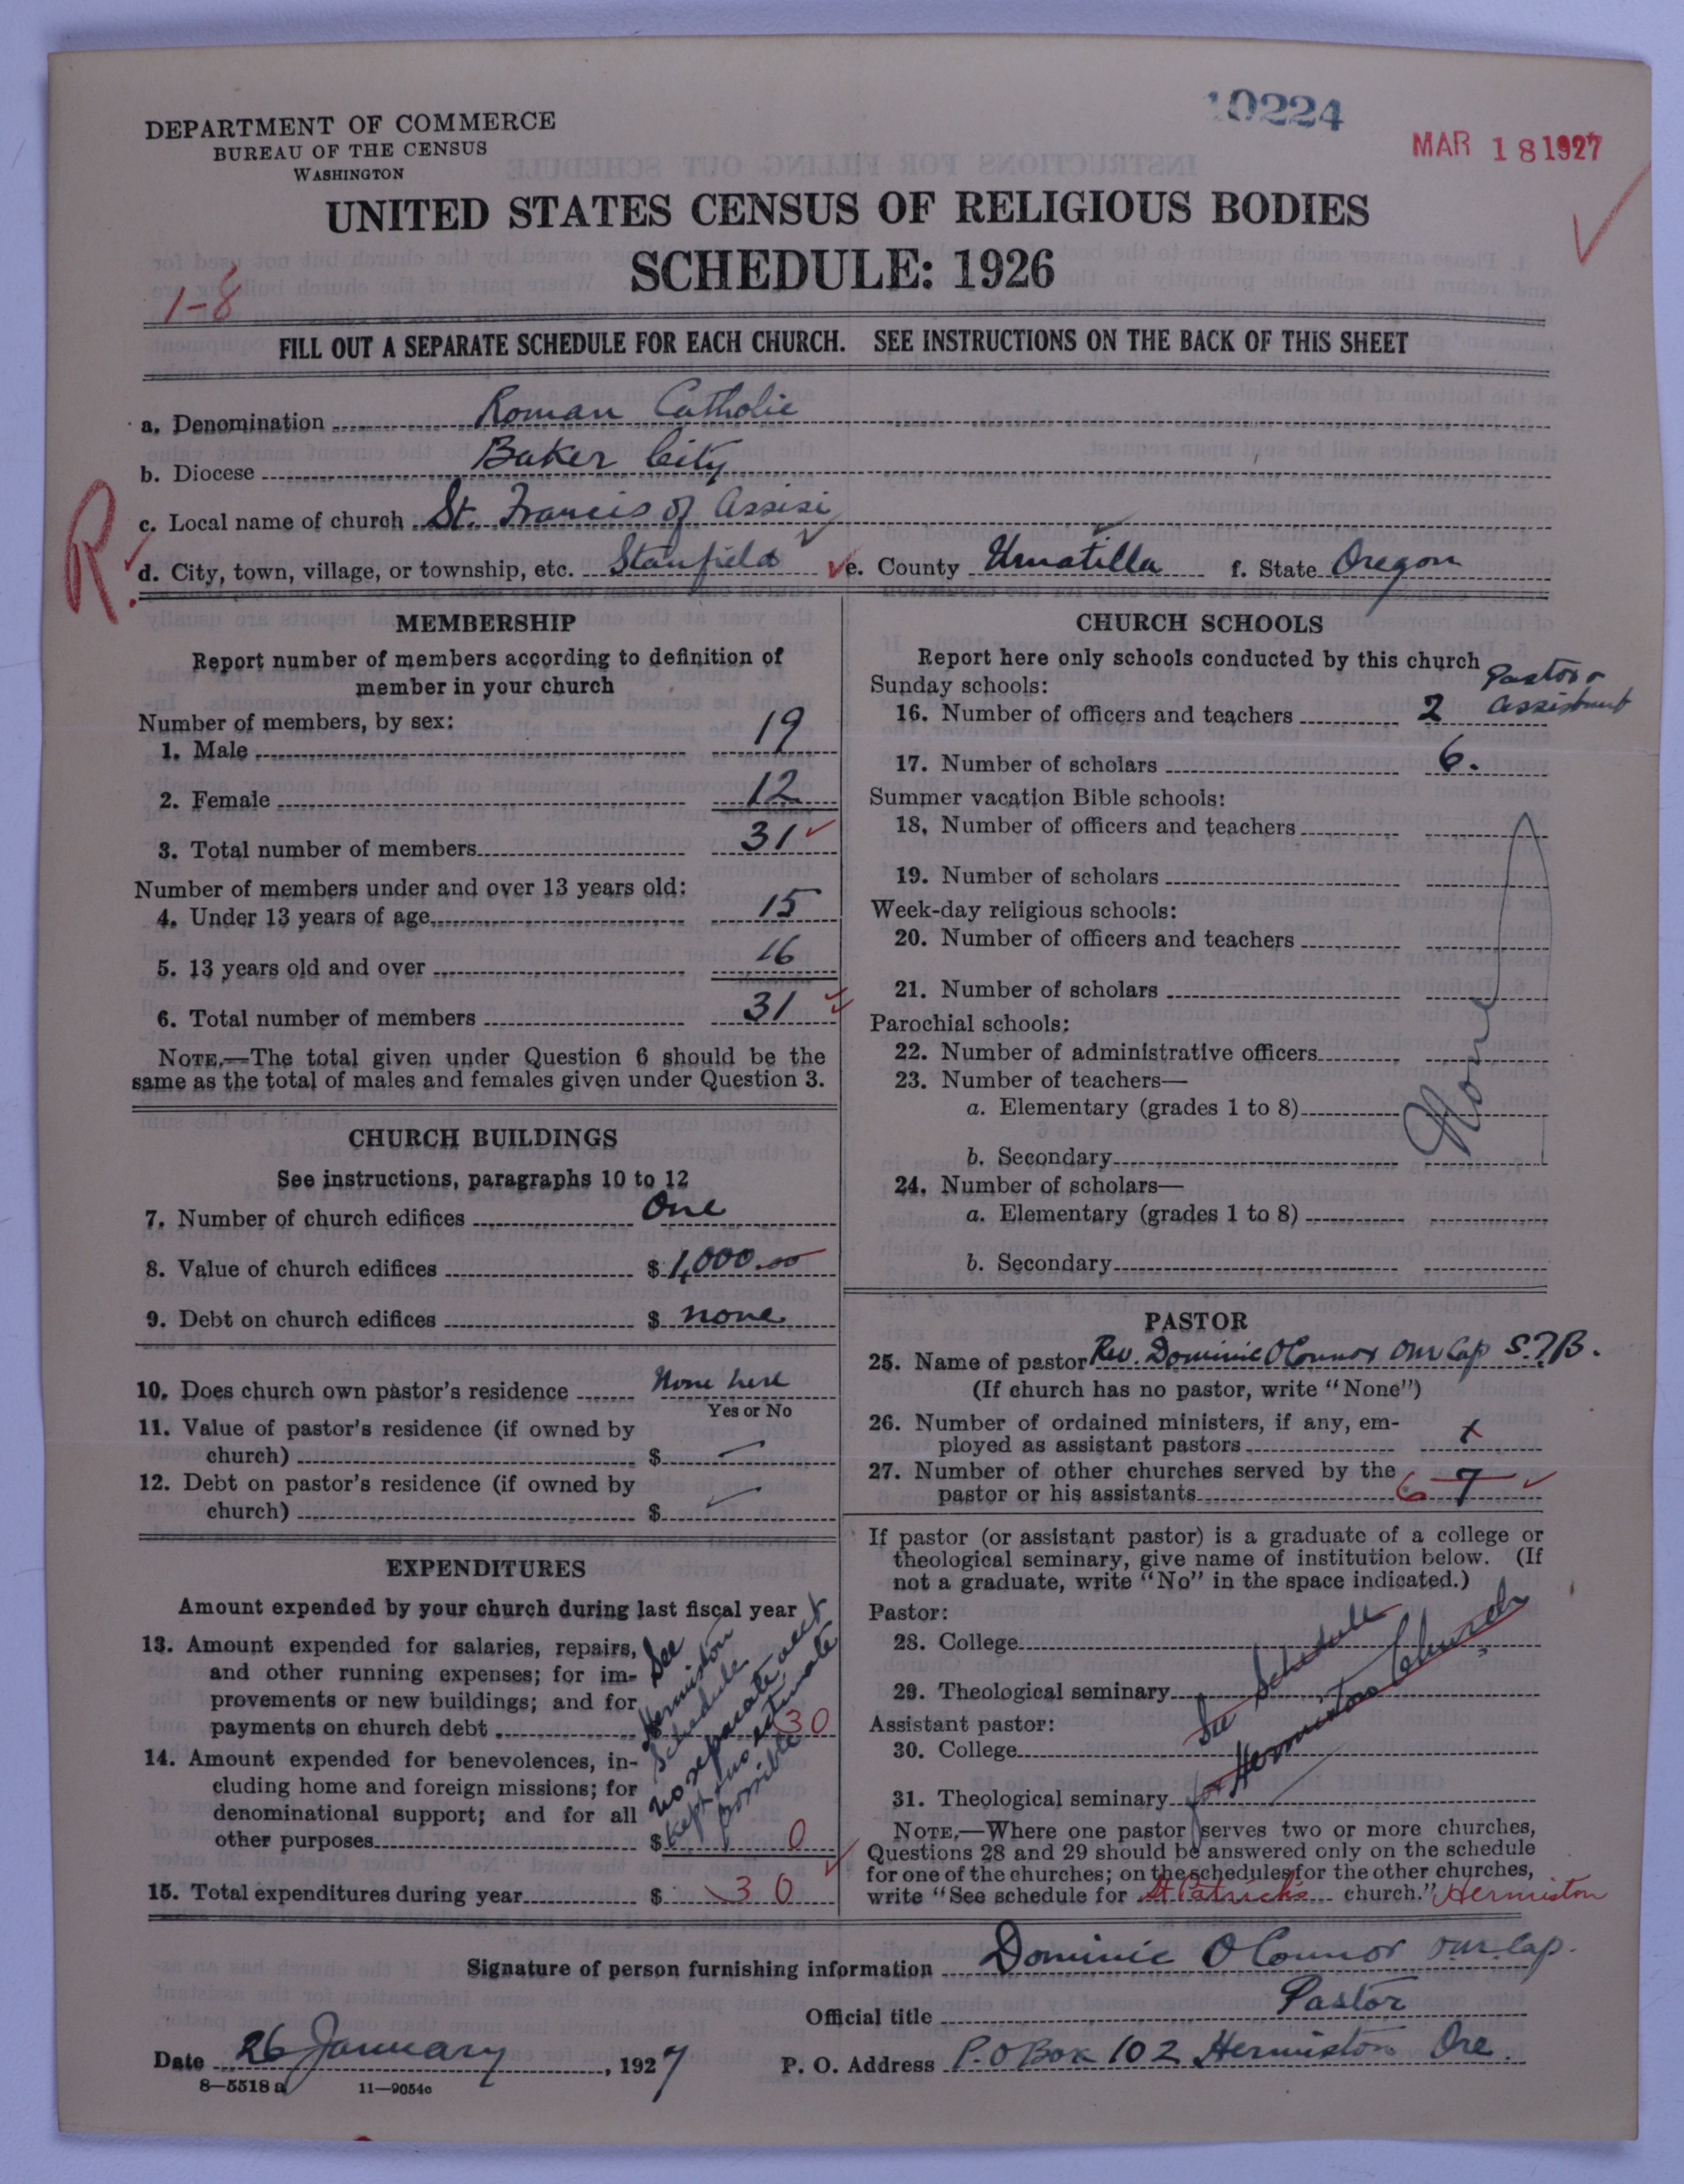 10224
MAR 18 1927
DEPARTMENT OF COMMERCE
BUREAU OF THE CENSUS
WASHINGTON
UNITED STATES CENSUS OF RELIGIOUS BODIES
SCHEDULE: 1926
1-8
FILL OUT A SEPARATE SCHEDULE FOR EACH CHURCH. SEE INSTRUCTIONS ON THE BACK OF THIS SHEET
a. Denomination Roman Catholic
b. Diocese Baker City
c. Local name of church St. Francis of Assisi
R.
d. City, town, village, or township, etc. Stanfield e. County Umatilla f. State Oregon
MEMBERSHIP
Report number of members according to definition of
member in your church
Number of members, by sex:
1. Male 19
2. Female 12
3. Total number of members 31
Number of members under and over 13 years old:
4. Under 13 years of age 15
5. 13 years old and over 16
6. Total number of members 31
NOTE.—The total given under Question 6 should be the
same as the total of males and females given under Question 3.
CHURCH BUILDINGS
See instructions, paragraphs 10 to 12
7. Number of church edifices One
8. Value of church edifices $ 1,000.00
9. Debt on church edifices $ none
10. Does church own pastor's residence None here
Yes or No
11. Value of pastor's residence (if owned by
church) $ —
12. Debt on pastor's residence (if owned by
church) $
EXPENDITURES
Amount expended by your church during last fiscal year
13. Amount expended for salaries, repairs,
and other running expenses; for im-
provements or new buildings; and for
payments on church debt 30
14. Amount expended for benevolences, in-
cluding home and foreign missions; for
denominational support; and for all
other purposes $ 0
See
Hermiston
Schedule
no separate acct
kept & no estimate
possible
15. Total expenditures during year $ 30
CHURCH SCHOOLS
Report here only schools conducted by this church
Sunday schools:
16. Number of officers and teachers 2 Pastor &
Assistant
17. Number of scholars 6.
Summer vacation Bible schools:
18. Number of officers and teachers
19. Number of scholars
Week-day religious schools:
20. Number of officers and teachers
21. Number of scholars
Parochial schools:
22. Number of administrative officers
23. Number of teachers—
a. Elementary (grades 1 to 8)
None
b. Secondary
24. Number of scholars—
a. Elementary (grades 1 to 8)
b. Secondary
PASTOR
25. Name of pastor Rev. Dominic O'Connor OM Cap S.T.B.
(If church has no pastor, write "None")
26. Number of ordained ministers, if any, em-
ployed as assistant pastors x
27. Number of other churches served by the
pastor or his assistants 6 7
If pastor (or assistant pastor) is a graduate of a college or
theological seminary, give name of institution below. (If
not a graduate, write "No" in the space indicated.)
Pastor:
28. College
29. Theological seminary
Assistant pastor:
30. College
31. Theological seminary
See Schedule
for Hermiston Church
NOTE.—Where one pastor serves two or more churches,
Questions 28 and 29 should be answered only on the schedule
for one of the churches; on the schedules for the other churches,
write "See schedule for St Patrick's church." Hermiston
Signature of person furnishing information Dominic O'Connor OM Cap.
Official title Pastor
Date 26 January, 1927 P. O. Address P.O Box 102 Hermiston Ore.
8—5518 a 11—9054c